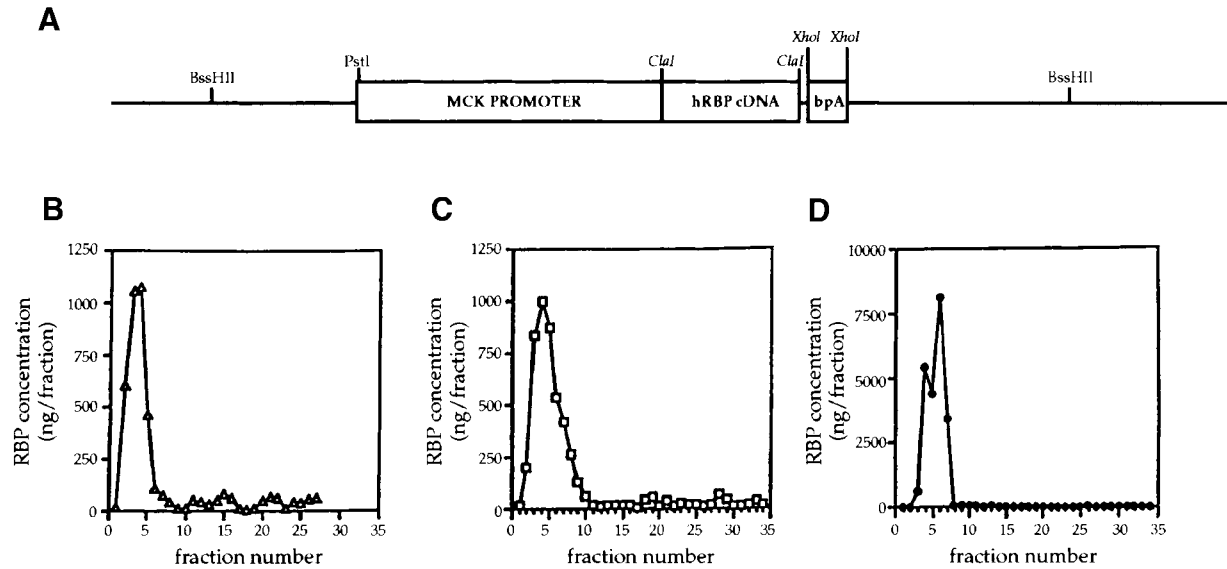 A
XhoI XhoI
PstI ClaI ClaI
BssHII BssHII
MCK PROMOTER hRBP cDNA bpA
B C D
1250 1250 10000
1000 1000 7500
750 750 5000
500 500 2500
250 250
0 0 0
RBP concentration
(ng/fraction)
RBP concentration
(ng/fraction)
RBP concentration
(ng/fraction)
0 5 10 15 20 25 30 35
0 5 10 15 20 25 30 35
0 5 10 15 20 25 30 35
fraction number fraction number fraction number